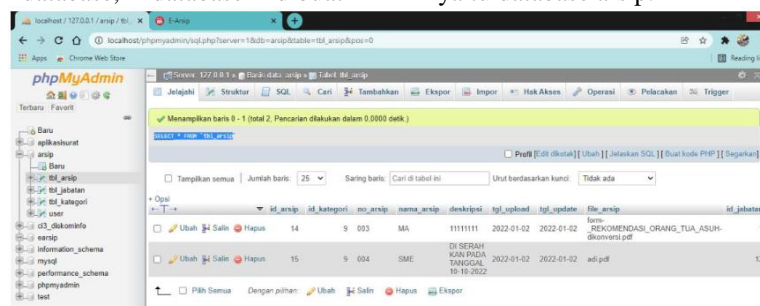 localhost / 127.0.0.1 / arsip / tbl_
E-Arsip
localhost/phpmyadmin/sql.php?server=1&db=arsip&table=tbl_arsip&pos=0
Apps Chrome Web Store Reading li
phpMyAdmin
Terbaru Favorit
Baru
aplikasisurat
arsip
Baru
tbl_arsip
tbl_jabatan
tbl_kategori
user
d3_diskominfo
earsip
information_schema
mysql
performance_schema
phpmyadmin
test
Server: 127.0.0.1 » Basis data: arsip » Tabel: tbl_arsip
Jelajahi Struktur SQL Cari Tambahkan Ekspor Impor Hak Akses Operasi Pelacakan Trigger
Menampilkan baris 0 - 1 (total 2, Pencarian dilakukan dalam 0,0000 detik.)
SELECT * FROM `tbl_arsip`
Profil [Edit dikotak] [ Ubah ] [ Jelaskan SQL ] [ Buat kode PHP ] [ Segarkan]
Tampilkan semua Jumlah baris: 25 Saring baris: Cari di tabel ini Urut berdasarkan kunci: Tidak ada
+ Opsi
id_arsip id_kategori no_arsip nama_arsip deskripsi tgl_upload tgl_update file_arsip id_jabatan
Ubah Salin Hapus 14 9 003 MA 11111111 2022-01-02 2022-01-02 form-_REKOMENDASI_ORANG_TUA_ASUH-dikonversi.pdf
Ubah Salin Hapus 15 9 004 SME DI SERAH KAN PADA TANGGAL 10-10-2022 2022-01-02 2022-01-02 adi.pdf
Pilih Semua Dengan pilihan: Ubah Salin Hapus Ekspor